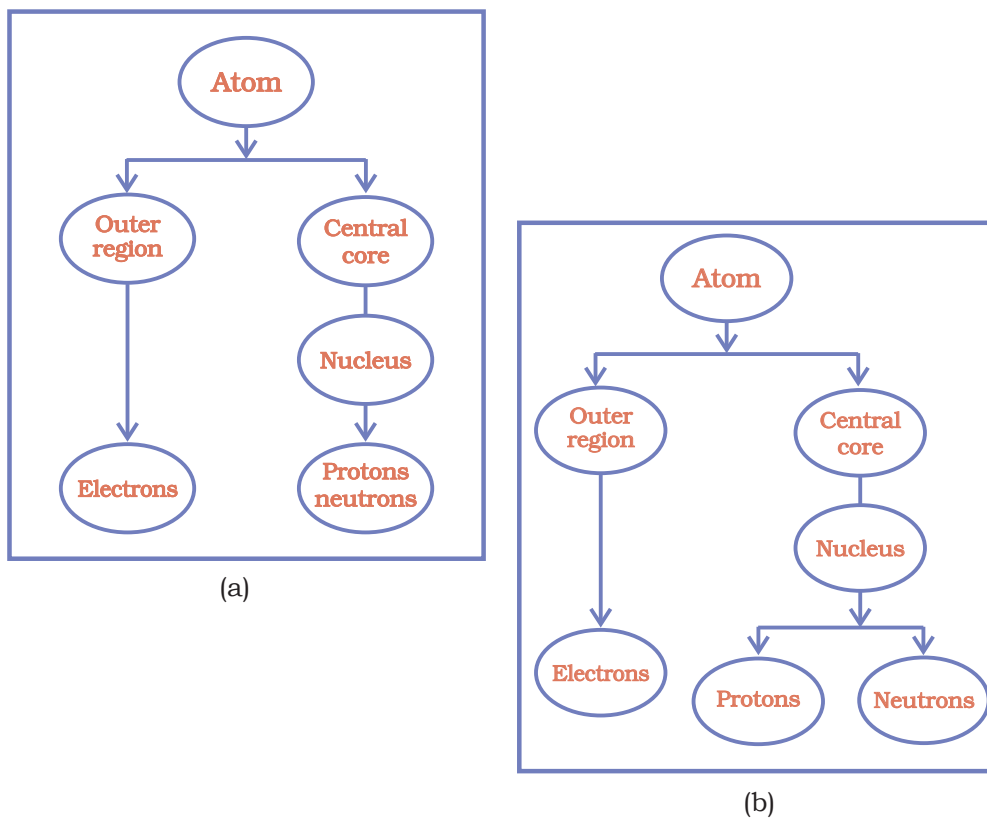 Atom
Outer
region
Central
core
Nucleus
Electrons
Protons
neutrons
(a)
Atom
Outer
region
Central
core
Nucleus
Electrons
Protons
Neutrons
(b)